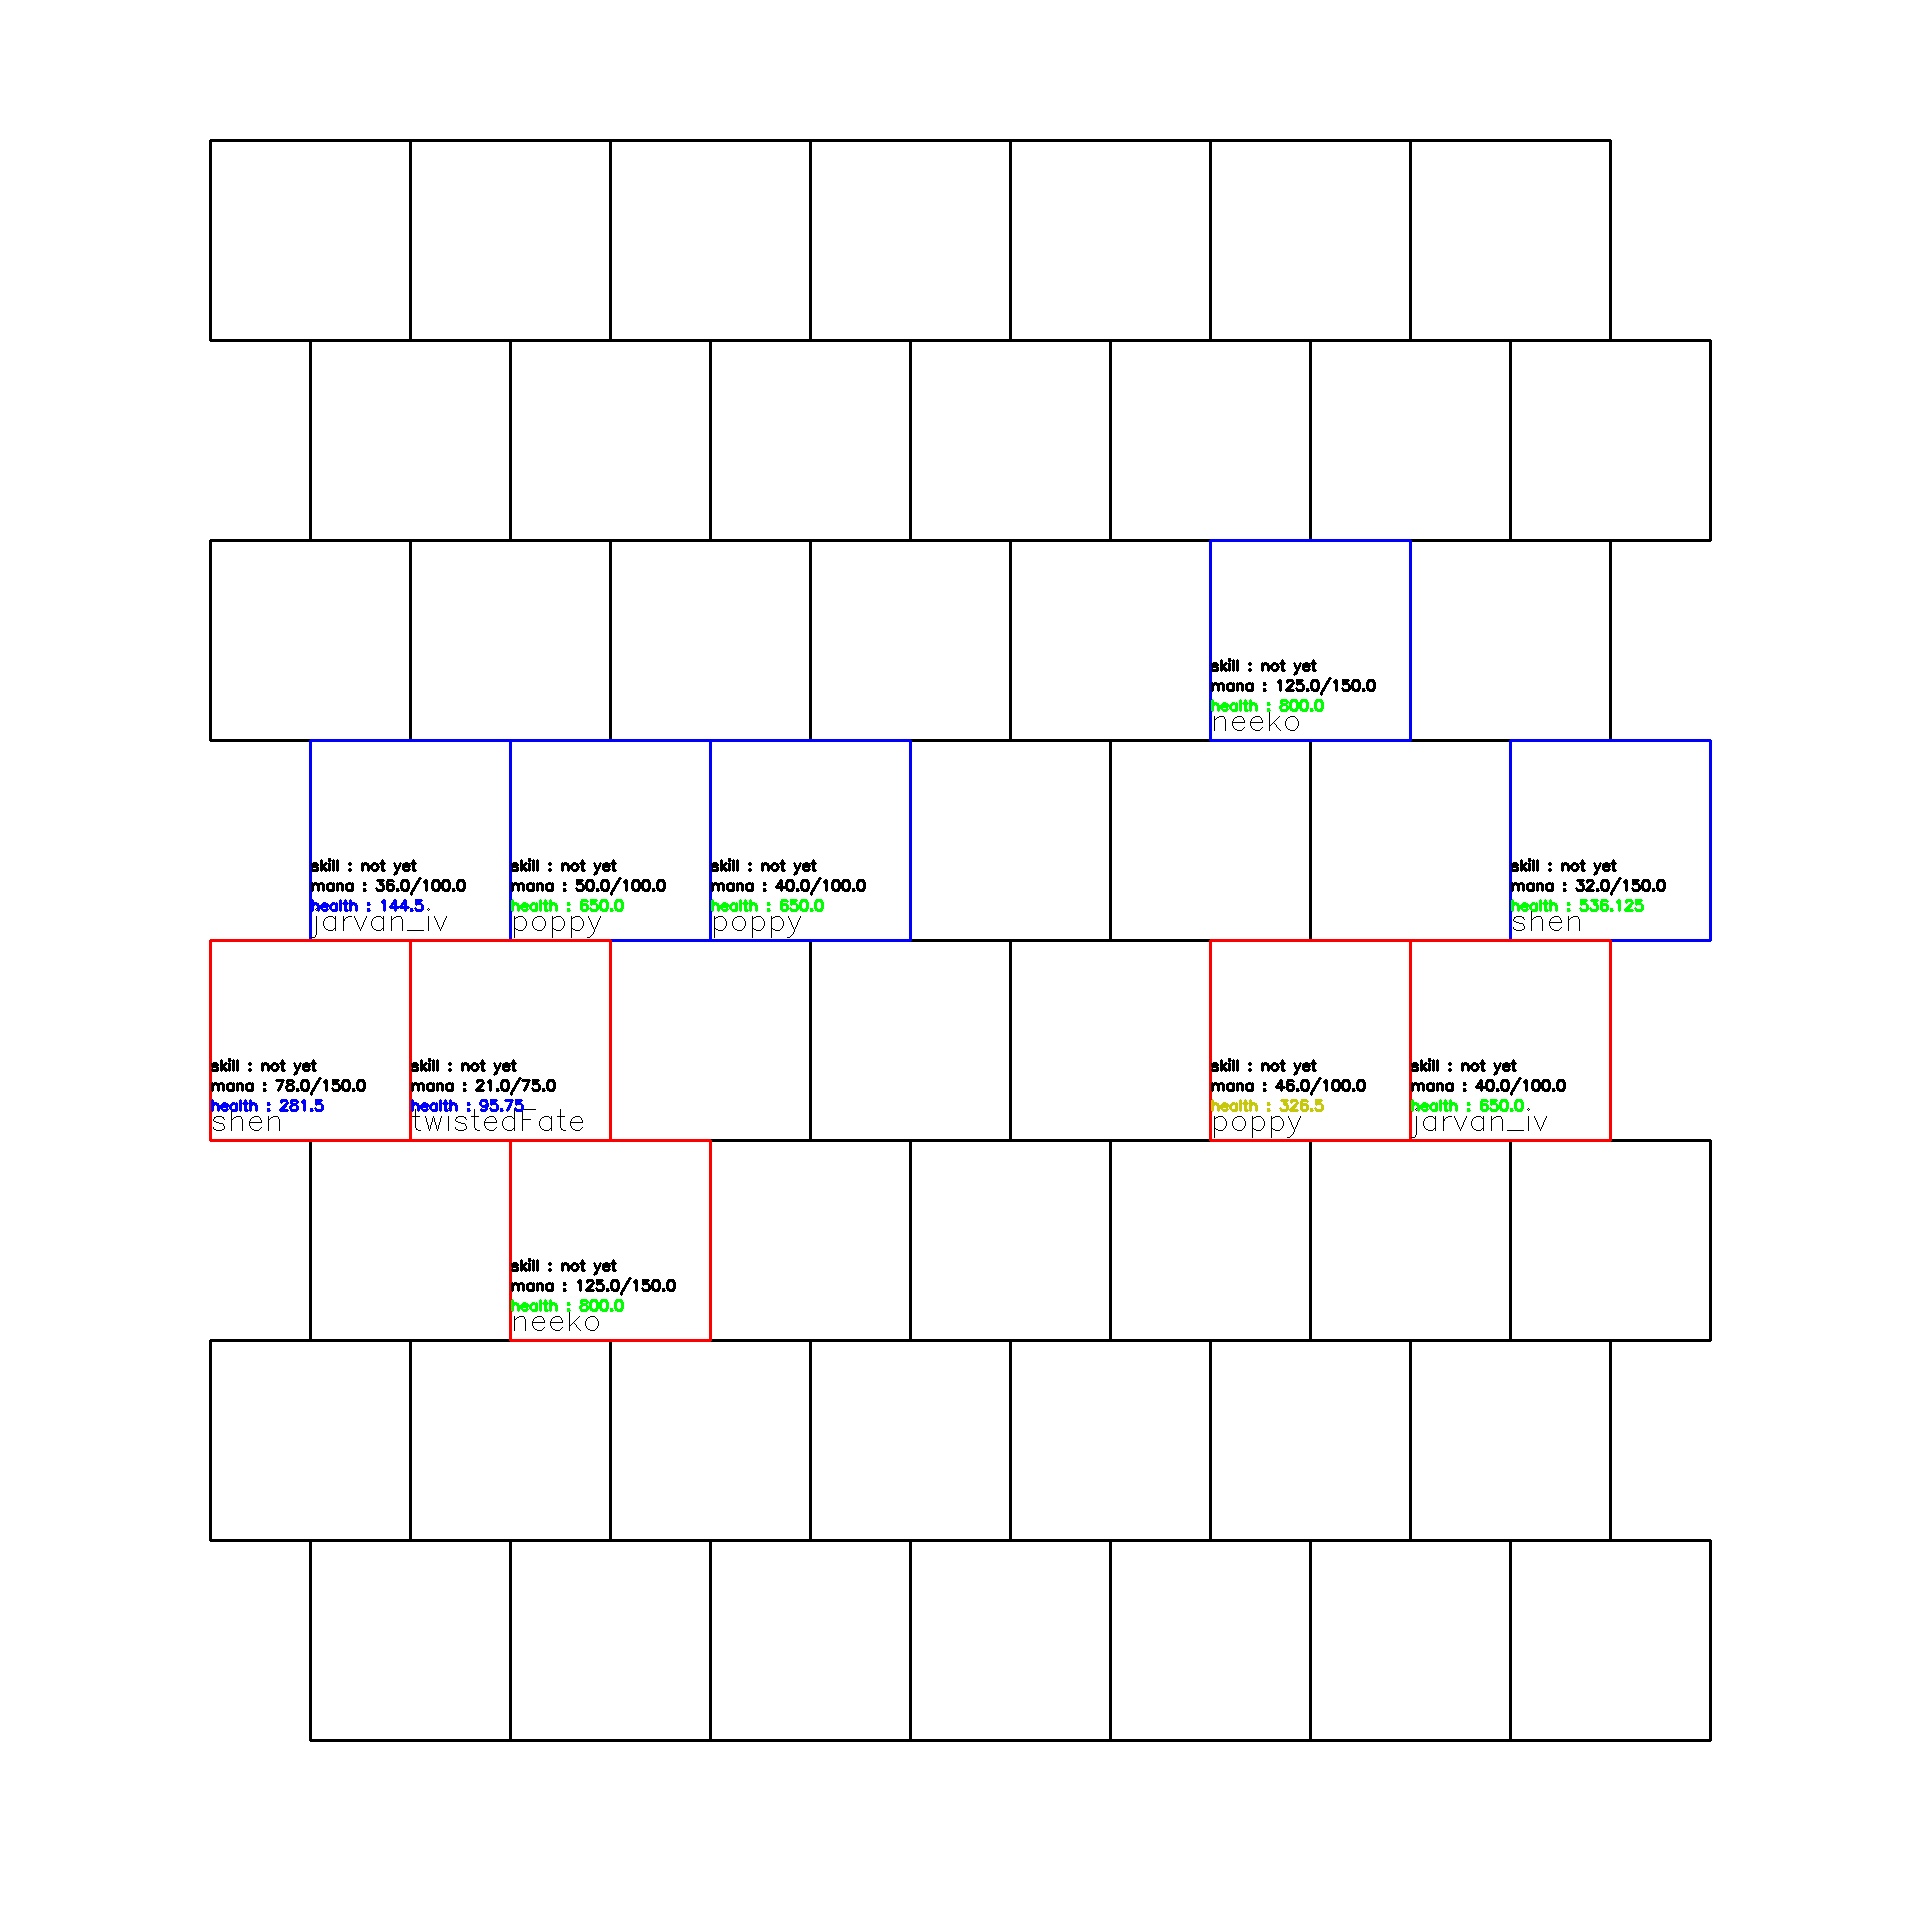 skill : not yet
mana : 125.0/150.0
health : 800.0
neeko
skill : not yet
mana : 36.0/100.0
health : 144.5
jarvan_iv
skill : not yet
mana : 50.0/100.0
health : 650.0
poppy
skill : not yet
mana : 40.0/100.0
health : 650.0
poppy
skill : not yet
mana : 32.0/150.0
health : 536.125
shen
skill : not yet
mana : 78.0/150.0
health : 281.5
shen
skill : not yet
mana : 21.0/75.0
health : 95.75
twistedFate
skill : not yet
mana : 46.0/100.0
health : 326.5
poppy
skill : not yet
mana : 40.0/100.0
health : 650.0
jarvan_iv
skill : not yet
mana : 125.0/150.0
health : 800.0
neeko